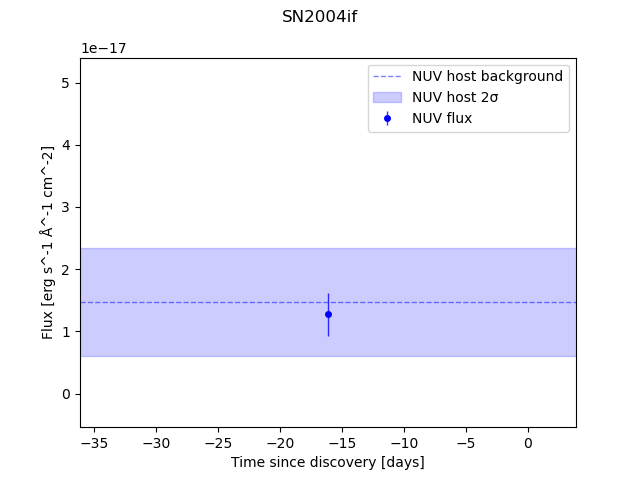 SN2004if
1e−17
NUV host background
NUV host 2σ
NUV flux
5
4
3
2
1
0
Flux [erg s^-1 Å^-1 cm^-2]
−35
−30
−25
−20
−15
−10
−5
0
Time since discovery [days]